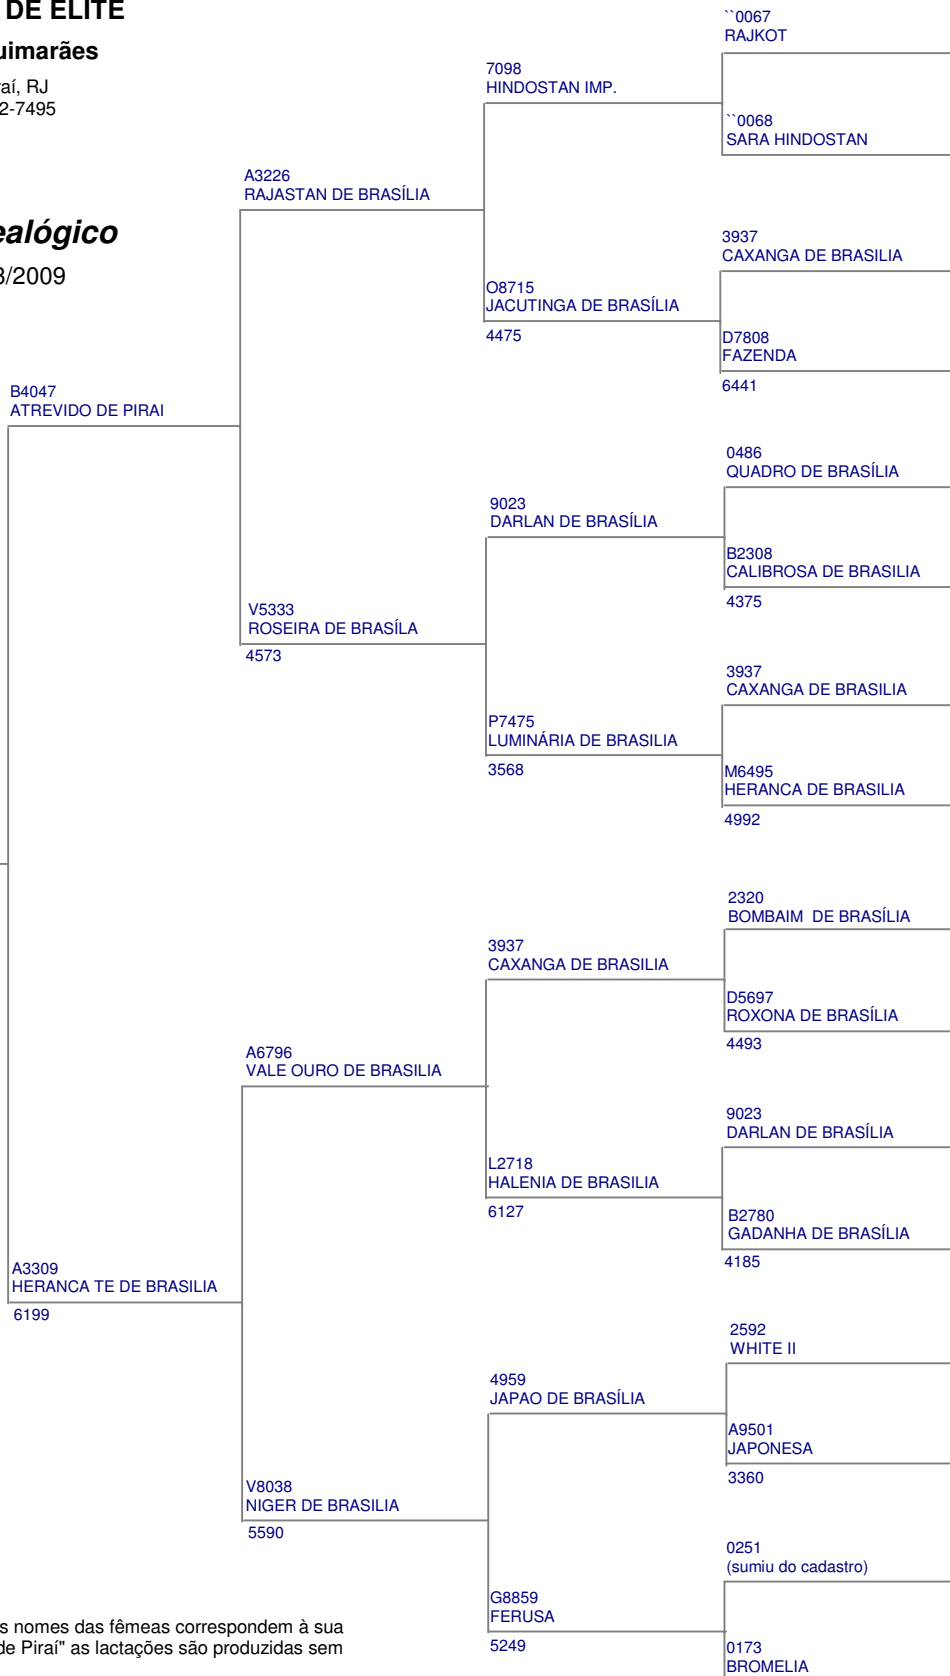 DE ELITE
uimarães
raí, RJ
2-7495
ealógico
3/2009
``0067
RAJKOT
7098
HINDOSTAN IMP.
``0068
SARA HINDOSTAN
A3226
RAJASTAN DE BRASÍLIA
3937
CAXANGA DE BRASILIA
O8715
JACUTINGA DE BRASÍLIA
4475
D7808
FAZENDA
6441
B4047
ATREVIDO DE PIRAI
0486
QUADRO DE BRASÍLIA
9023
DARLAN DE BRASÍLIA
B2308
CALIBROSA DE BRASILIA
4375
V5333
ROSEIRA DE BRASÍLA
4573
3937
CAXANGA DE BRASILIA
P7475
LUMINÁRIA DE BRASILIA
3568
M6495
HERANCA DE BRASILIA
4992
2320
BOMBAIM  DE BRASÍLIA
3937
CAXANGA DE BRASILIA
D5697
ROXONA DE BRASÍLIA
4493
A6796
VALE OURO DE BRASILIA
9023
DARLAN DE BRASÍLIA
L2718
HALENIA DE BRASILIA
6127
B2780
GADANHA DE BRASÍLIA
4185
A3309
HERANCA TE DE BRASILIA
6199
2592
WHITE II
4959
JAPAO DE BRASÍLIA
A9501
JAPONESA
3360
V8038
NIGER DE BRASILIA
5590
0251
(sumiu do cadastro)
G8859
FERUSA
5249
0173
BROMELIA
s nomes das fêmeas correspondem à sua
de Piraí" as lactações são produzidas sem